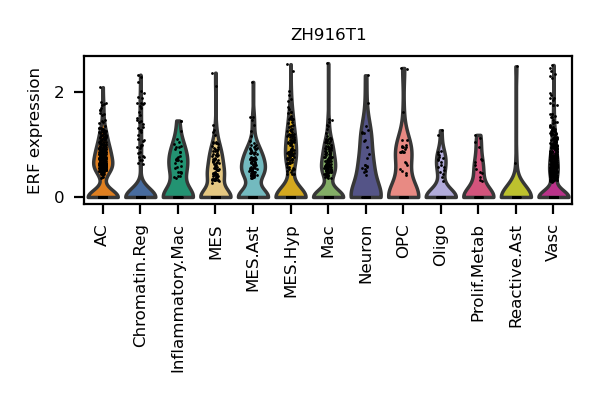 ZH916T1
ERF expression
2
0
AC
Chromatin.Reg
Inflammatory.Mac
MES
MES.Ast
MES.Hyp
Mac
Neuron
OPC
Oligo
Prolif.Metab
Reactive.Ast
Vasc